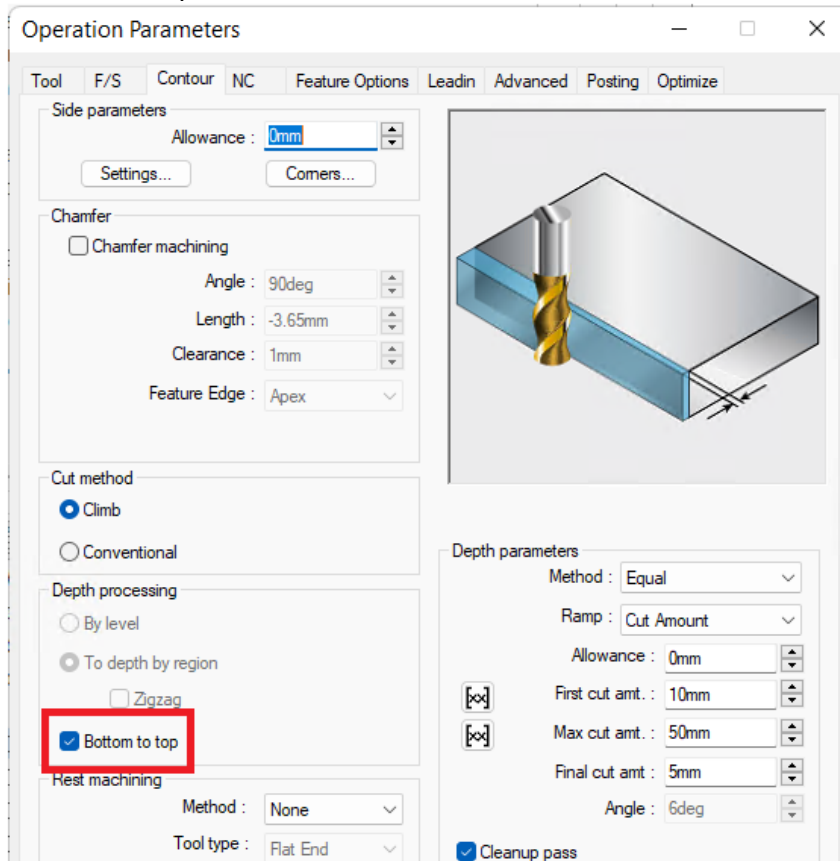 Operation Parameters
Tool F/S Contour NC Feature Options Leadin Advanced Posting Optimize
Side parameters
Allowance : 0mm
Settings... Corners...
Chamfer
Chamfer machining
Angle : 90deg
Length : -3.65mm
Clearance : 1mm
Feature Edge : Apex
Cut method
Climb
Conventional
Depth processing
By level
To depth by region
Zigzag
Bottom to top
Rest machining
Method : None
Tool type : Flat End
Depth parameters
Method : Equal
Ramp : Cut Amount
Allowance : 0mm
First cut amt. : 10mm
Max cut amt. : 50mm
Final cut amt : 5mm
Angle : 6deg
Cleanup pass